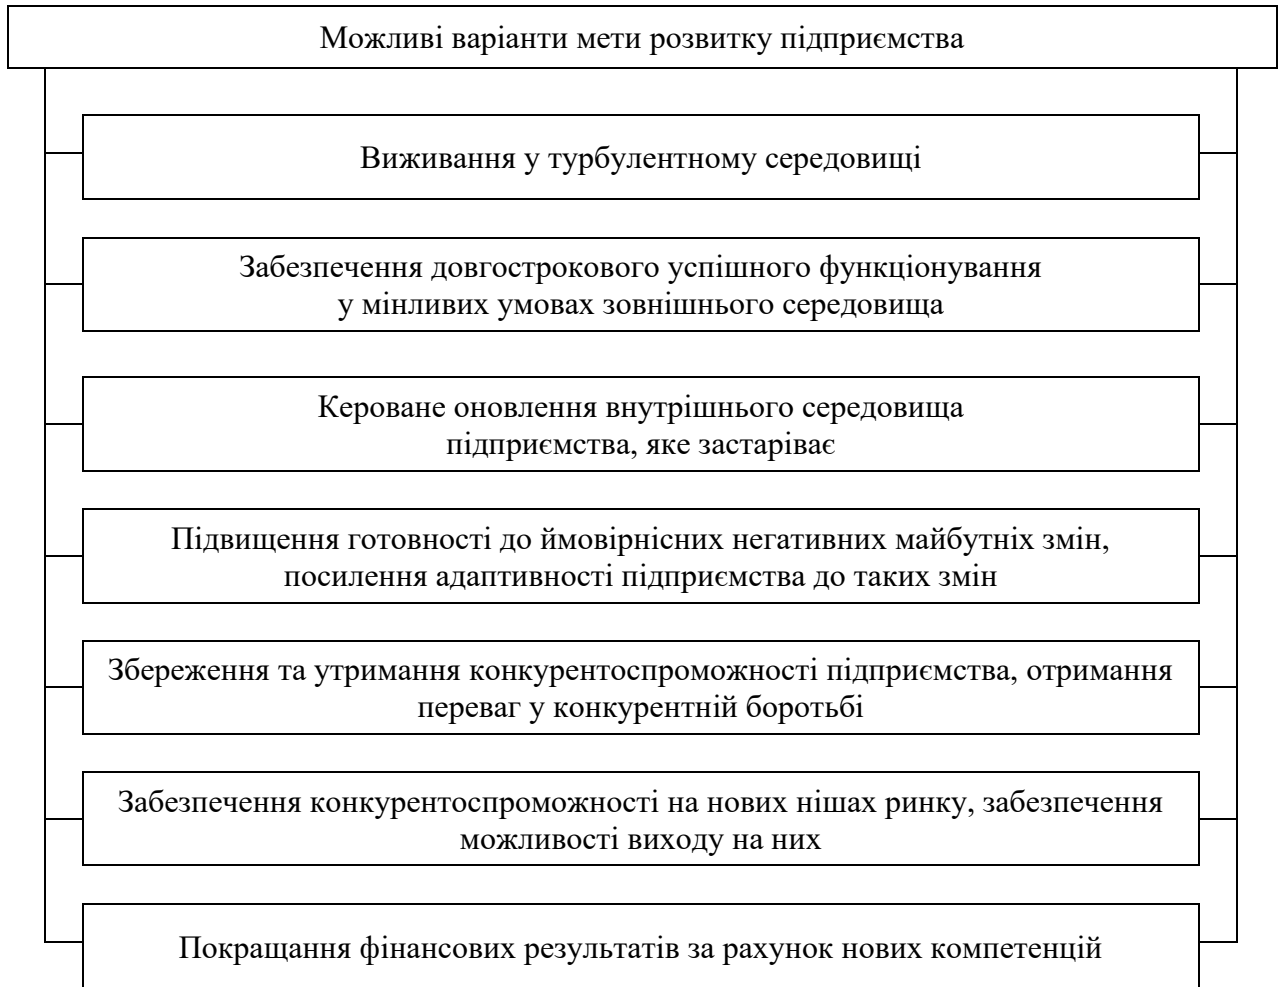 Можливі варіанти мети розвитку підприємства
Виживання у турбулентному середовищі
Забезпечення довгострокового успішного функціонування
у мінливих умовах зовнішнього середовища
Кероване оновлення внутрішнього середовища
підприємства, яке застаріває
Підвищення готовності до ймовірнісних негативних майбутніх змін,
посилення адаптивності підприємства до таких змін
Збереження та утримання конкурентоспроможності підприємства, отримання
переваг у конкурентній боротьбі
Забезпечення конкурентоспроможності на нових нішах ринку, забезпечення
можливості виходу на них
Покращання фінансових результатів за рахунок нових компетенцій